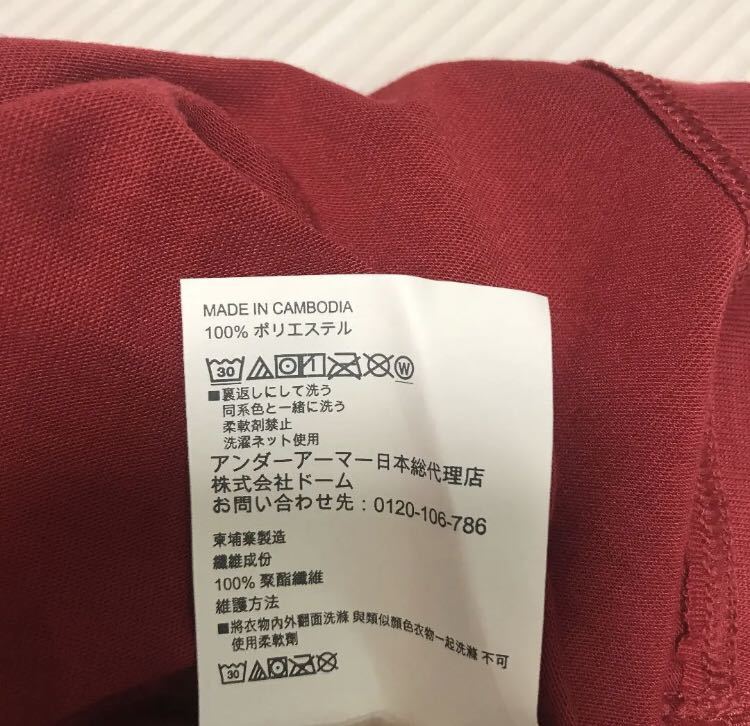 MADE IN CAMBODIA
100% ポリエステル
30 W
■裏返しにして洗う
同系色と一緒に洗う
柔軟剤禁止
洗濯ネット使用
アンダーアーマー日本総代理店
株式会社ドーム
お問い合わせ先：0120-106-786
柬埔寨製造
纖維成份
100% 聚酯纖維
維護方法
■將衣物內外翻面洗滌 與類似顏色衣物一起洗滌 不可
使用柔軟劑
30